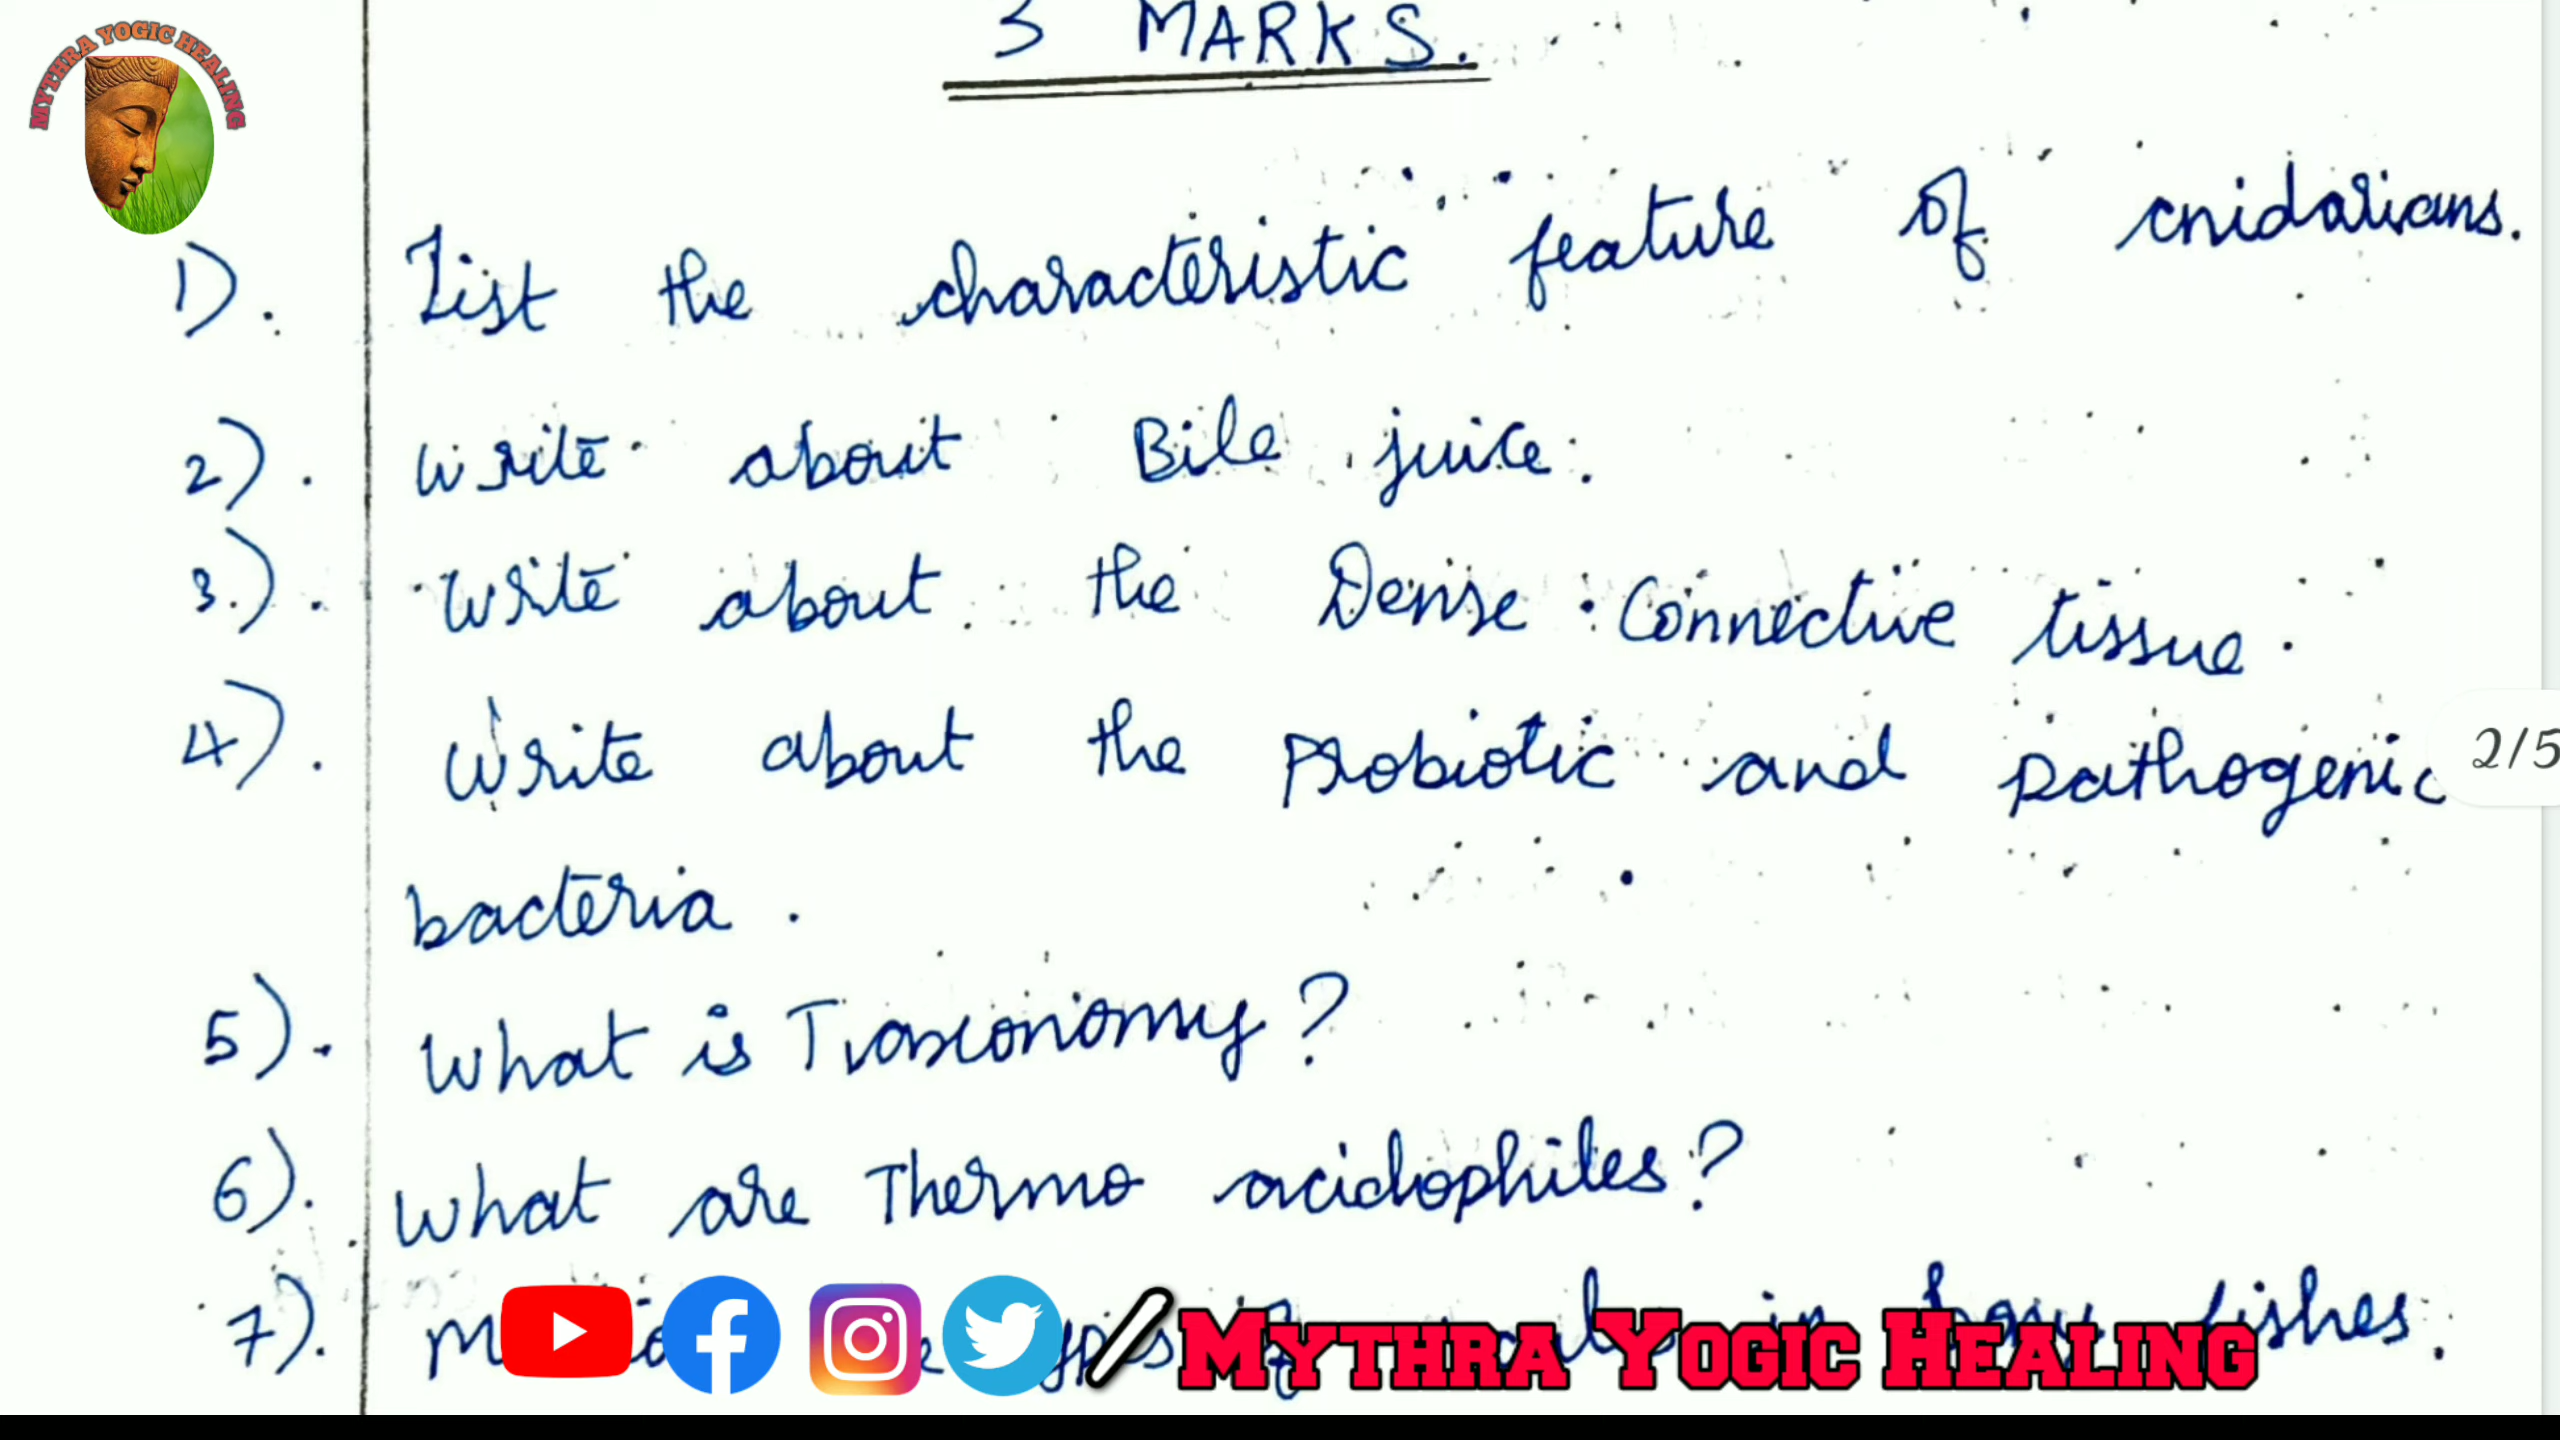 MYTHRA YOGIC HEALING
3 MARKS.
1). List the characteristic feature of cnidarians.
2). Write about Bile juice.
3.). Write about the Dense Connective tissue.
4). Write about the Probiotic and pathogenic
2/5
bacteria.
5). What is Taxonomy?
6). What are Thermo acidophiles?
7). in bony fishes.
MYTHRA YOGIC HEALING